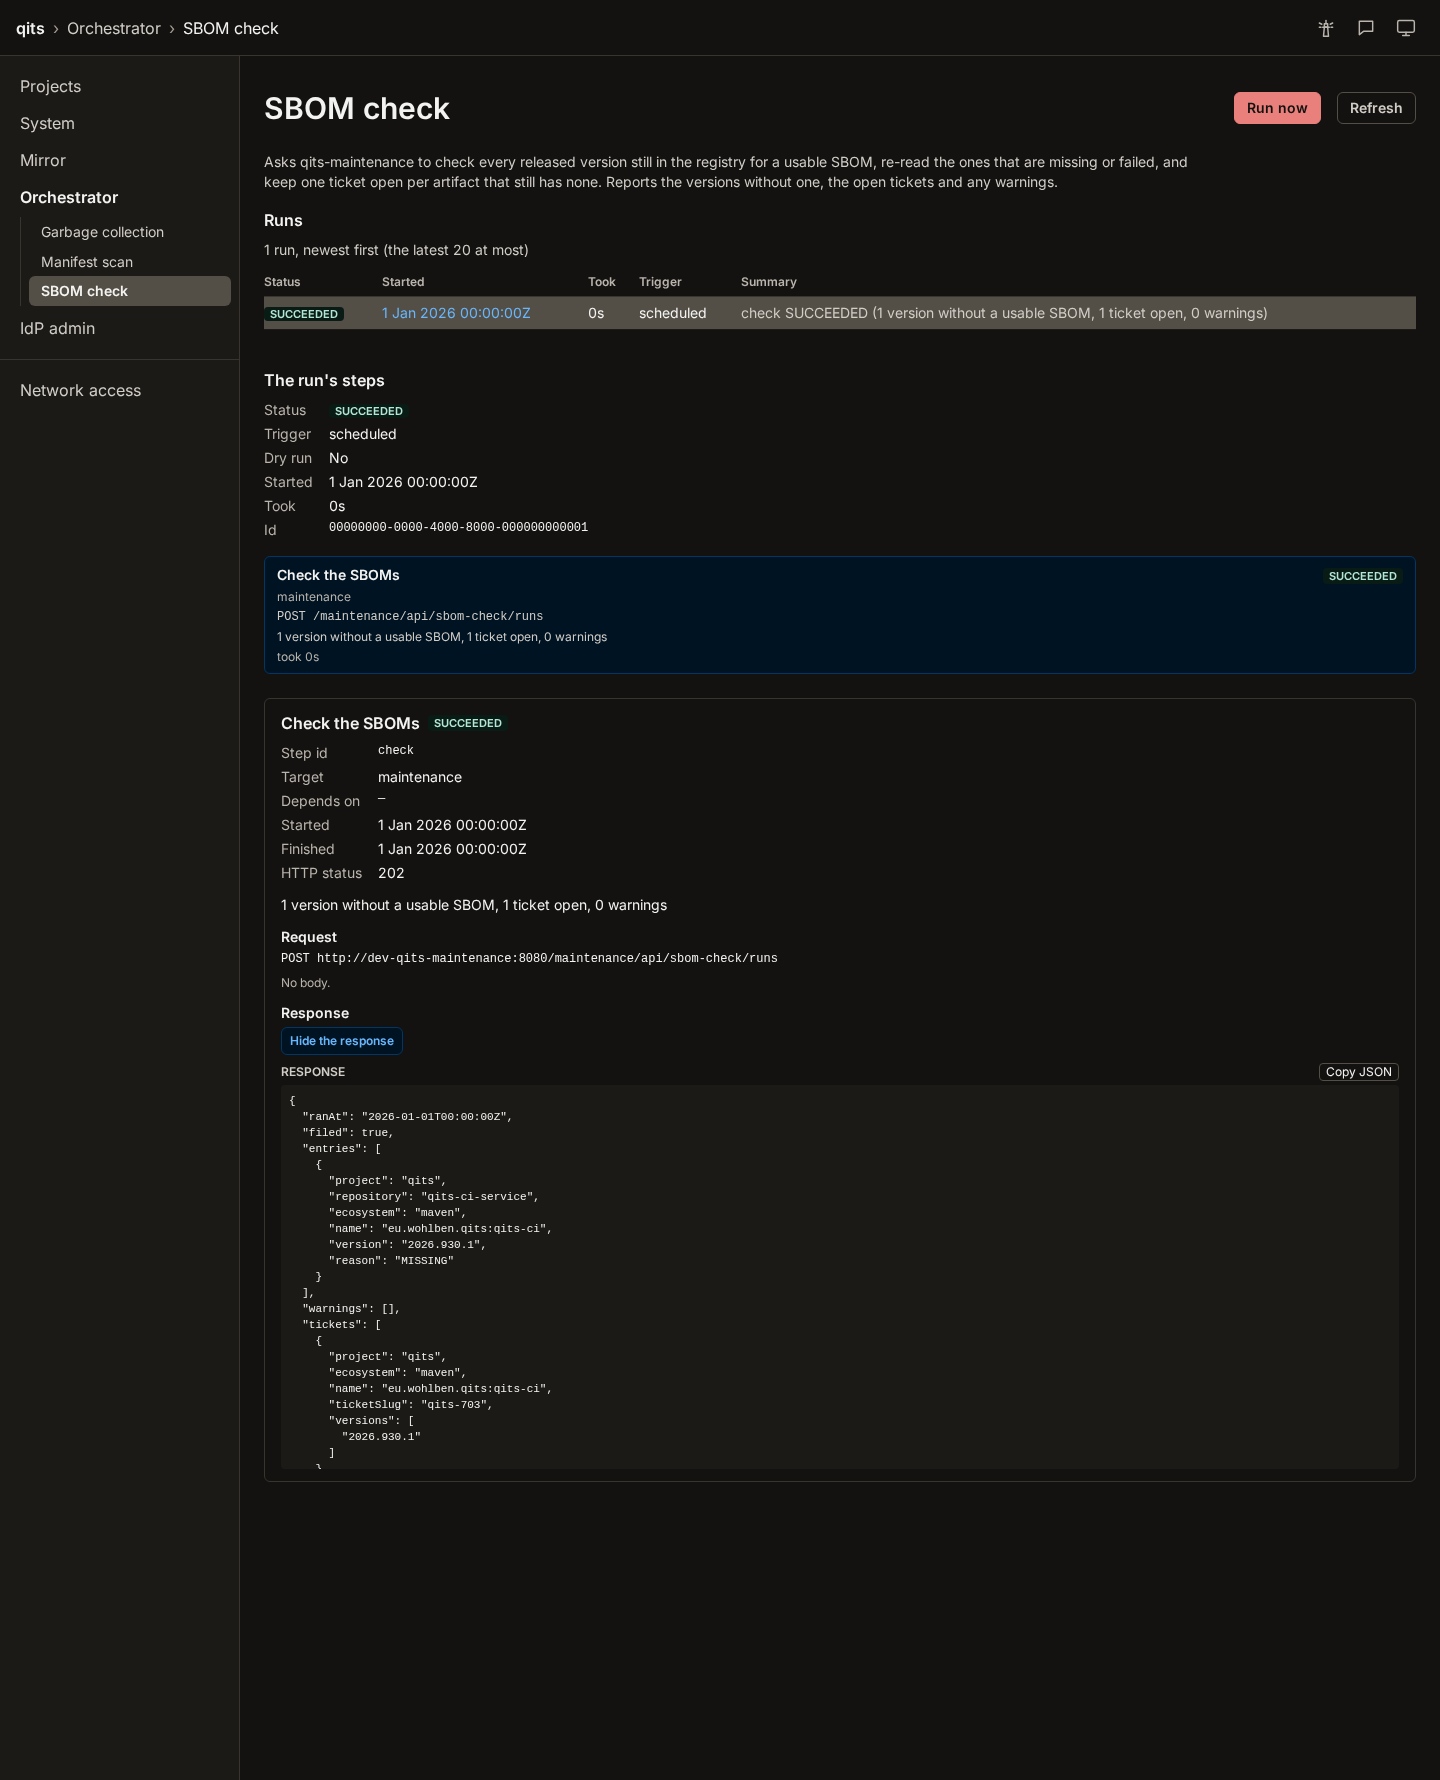 qits › Orchestrator › SBOM check
Projects
System
Mirror
Orchestrator
Garbage collection
Manifest scan
SBOM check
IdP admin
Network access
SBOM check
Run now
Refresh
Asks qits-maintenance to check every released version still in the registry for a usable SBOM, re-read the ones that are missing or failed, and
keep one ticket open per artifact that still has none. Reports the versions without one, the open tickets and any warnings.
Runs
1 run, newest first (the latest 20 at most)
Status Started Took Trigger Summary
SUCCEEDED 1 Jan 2026 00:00:00Z 0s scheduled check SUCCEEDED (1 version without a usable SBOM, 1 ticket open, 0 warnings)
The run's steps
Status SUCCEEDED
Trigger scheduled
Dry run No
Started 1 Jan 2026 00:00:00Z
Took 0s
Id 00000000-0000-4000-8000-000000000001
Check the SBOMs SUCCEEDED
maintenance
POST /maintenance/api/sbom-check/runs
1 version without a usable SBOM, 1 ticket open, 0 warnings
took 0s
Check the SBOMs SUCCEEDED
Step id check
Target maintenance
Depends on —
Started 1 Jan 2026 00:00:00Z
Finished 1 Jan 2026 00:00:00Z
HTTP status 202
1 version without a usable SBOM, 1 ticket open, 0 warnings
Request
POST http://dev-qits-maintenance:8080/maintenance/api/sbom-check/runs
No body.
Response
Hide the response
RESPONSE Copy JSON
{
  "ranAt": "2026-01-01T00:00:00Z",
  "filed": true,
  "entries": [
    {
      "project": "qits",
      "repository": "qits-ci-service",
      "ecosystem": "maven",
      "name": "eu.wohlben.qits:qits-ci",
      "version": "2026.930.1",
      "reason": "MISSING"
    }
  ],
  "warnings": [],
  "tickets": [
    {
      "project": "qits",
      "ecosystem": "maven",
      "name": "eu.wohlben.qits:qits-ci",
      "ticketSlug": "qits-703",
      "versions": [
        "2026.930.1"
      ]
    }